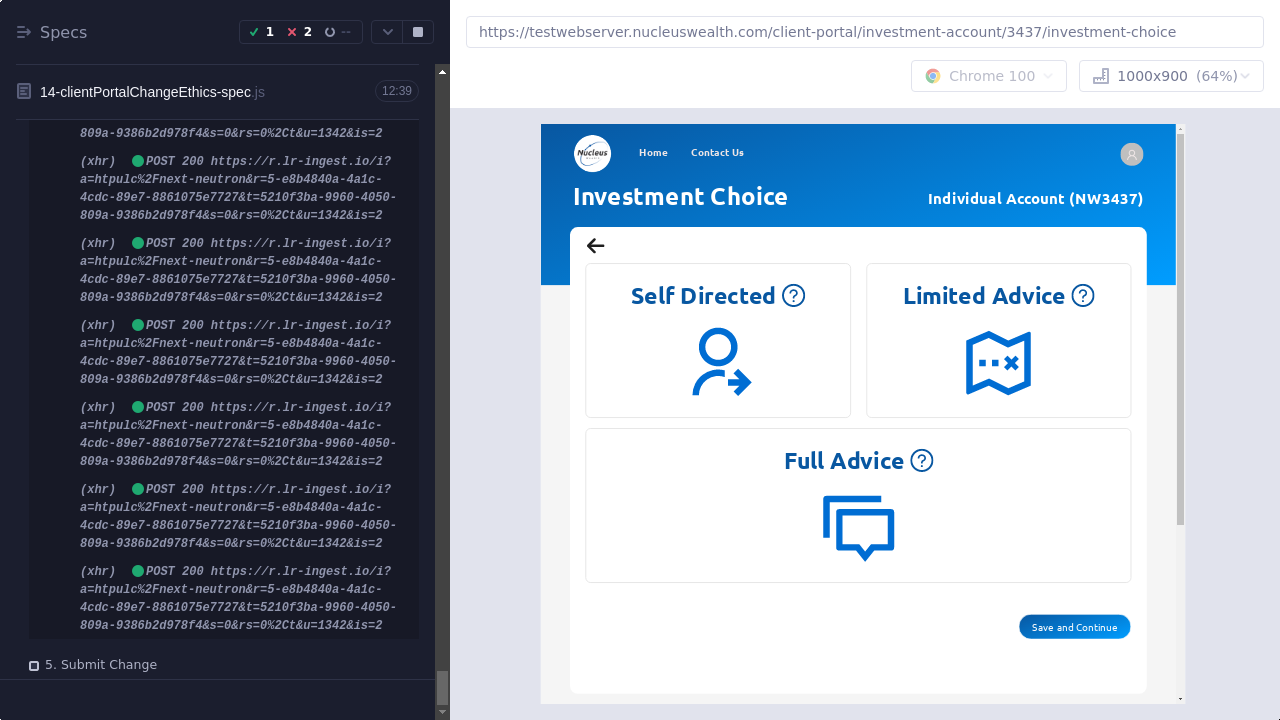 Specs
1
2
--
14-clientPortalChangeEthics-spec.js
12:39
809a-9386b2d978f4&s=0&rs=0%2Ct&u=1342&is=2
(xhr) POST 200 https://r.lr-ingest.io/i?
a=htpulc%2Fnext-neutron&r=5-e8b4840a-4a1c-
4cdc-89e7-8861075e7727&t=5210f3ba-9960-4050-
809a-9386b2d978f4&s=0&rs=0%2Ct&u=1342&is=2
(xhr) POST 200 https://r.lr-ingest.io/i?
a=htpulc%2Fnext-neutron&r=5-e8b4840a-4a1c-
4cdc-89e7-8861075e7727&t=5210f3ba-9960-4050-
809a-9386b2d978f4&s=0&rs=0%2Ct&u=1342&is=2
(xhr) POST 200 https://r.lr-ingest.io/i?
a=htpulc%2Fnext-neutron&r=5-e8b4840a-4a1c-
4cdc-89e7-8861075e7727&t=5210f3ba-9960-4050-
809a-9386b2d978f4&s=0&rs=0%2Ct&u=1342&is=2
(xhr) POST 200 https://r.lr-ingest.io/i?
a=htpulc%2Fnext-neutron&r=5-e8b4840a-4a1c-
4cdc-89e7-8861075e7727&t=5210f3ba-9960-4050-
809a-9386b2d978f4&s=0&rs=0%2Ct&u=1342&is=2
(xhr) POST 200 https://r.lr-ingest.io/i?
a=htpulc%2Fnext-neutron&r=5-e8b4840a-4a1c-
4cdc-89e7-8861075e7727&t=5210f3ba-9960-4050-
809a-9386b2d978f4&s=0&rs=0%2Ct&u=1342&is=2
(xhr) POST 200 https://r.lr-ingest.io/i?
a=htpulc%2Fnext-neutron&r=5-e8b4840a-4a1c-
4cdc-89e7-8861075e7727&t=5210f3ba-9960-4050-
809a-9386b2d978f4&s=0&rs=0%2Ct&u=1342&is=2
5. Submit Change
https://testwebserver.nucleuswealth.com/client-portal/investment-account/3437/investment-choice
Chrome 100
1000x900 (64%)
Nucleus
Home
Contact Us
Investment Choice
Individual Account (NW3437)
Self Directed
Limited Advice
Full Advice
Save and Continue